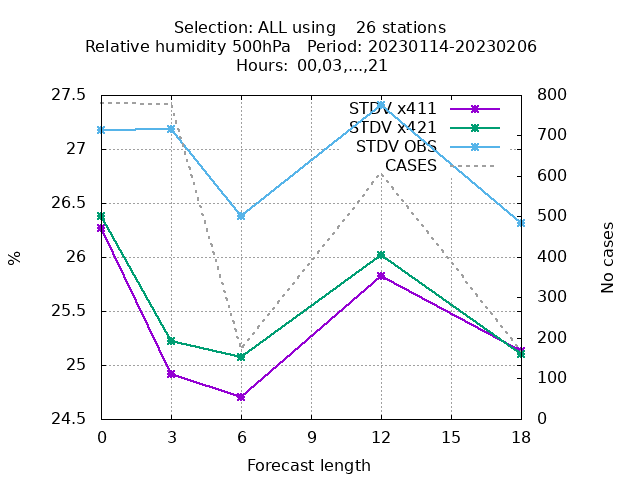 Selection: ALL using    26 stations
Relative humidity 500hPa   Period: 20230114-20230206
Hours: 00,03,...,21
27.5
27
26.5
26
25.5
25
24.5
%
800
700
600
500
400
300
200
100
0
No cases
STDV x411
STDV x421
STDV OBS
CASES
0 3 6 9 12 15 18
Forecast length